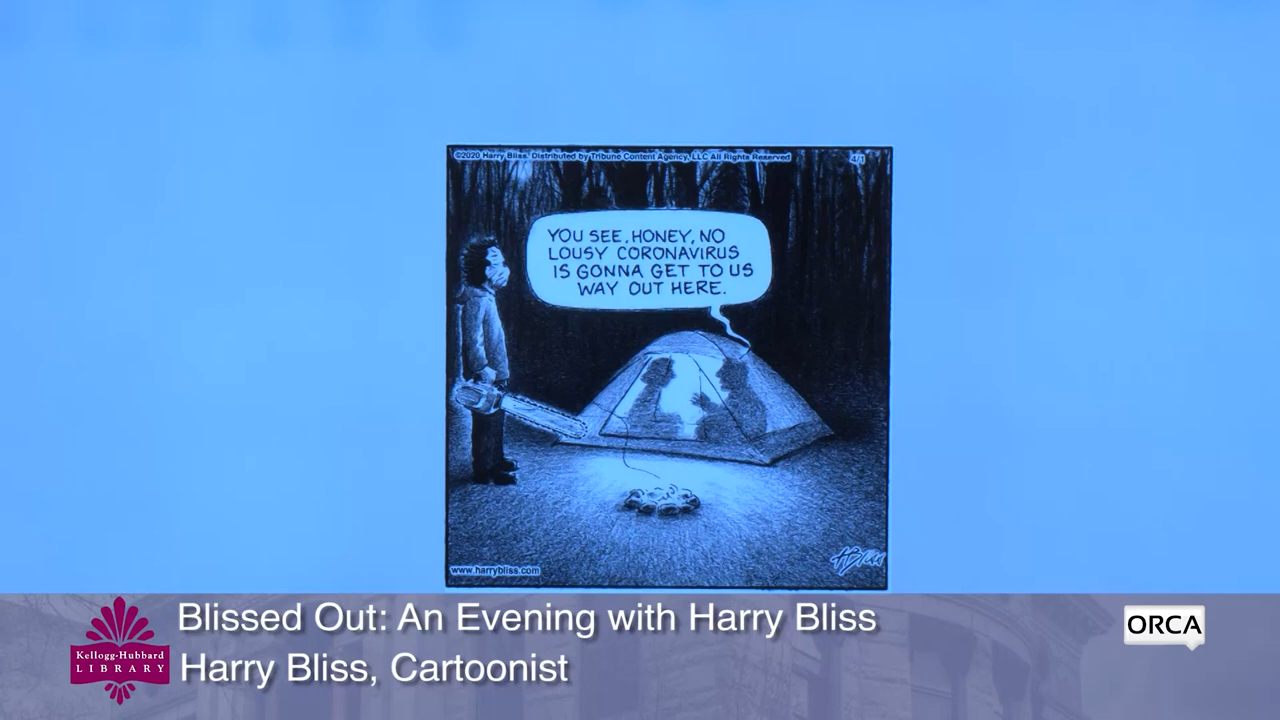 ©2020 Harry Bliss. Distributed by Tribune Content Agency, LLC All Rights Reserved 4/1
YOU SEE, HONEY, NO
LOUSY CORONAVIRUS
IS GONNA GET TO US
WAY OUT HERE.
HBliss
www.harrybliss.com
Blissed Out: An Evening with Harry Bliss
Harry Bliss, Cartoonist
Kellogg-Hubbard
LIBRARY
ORCA